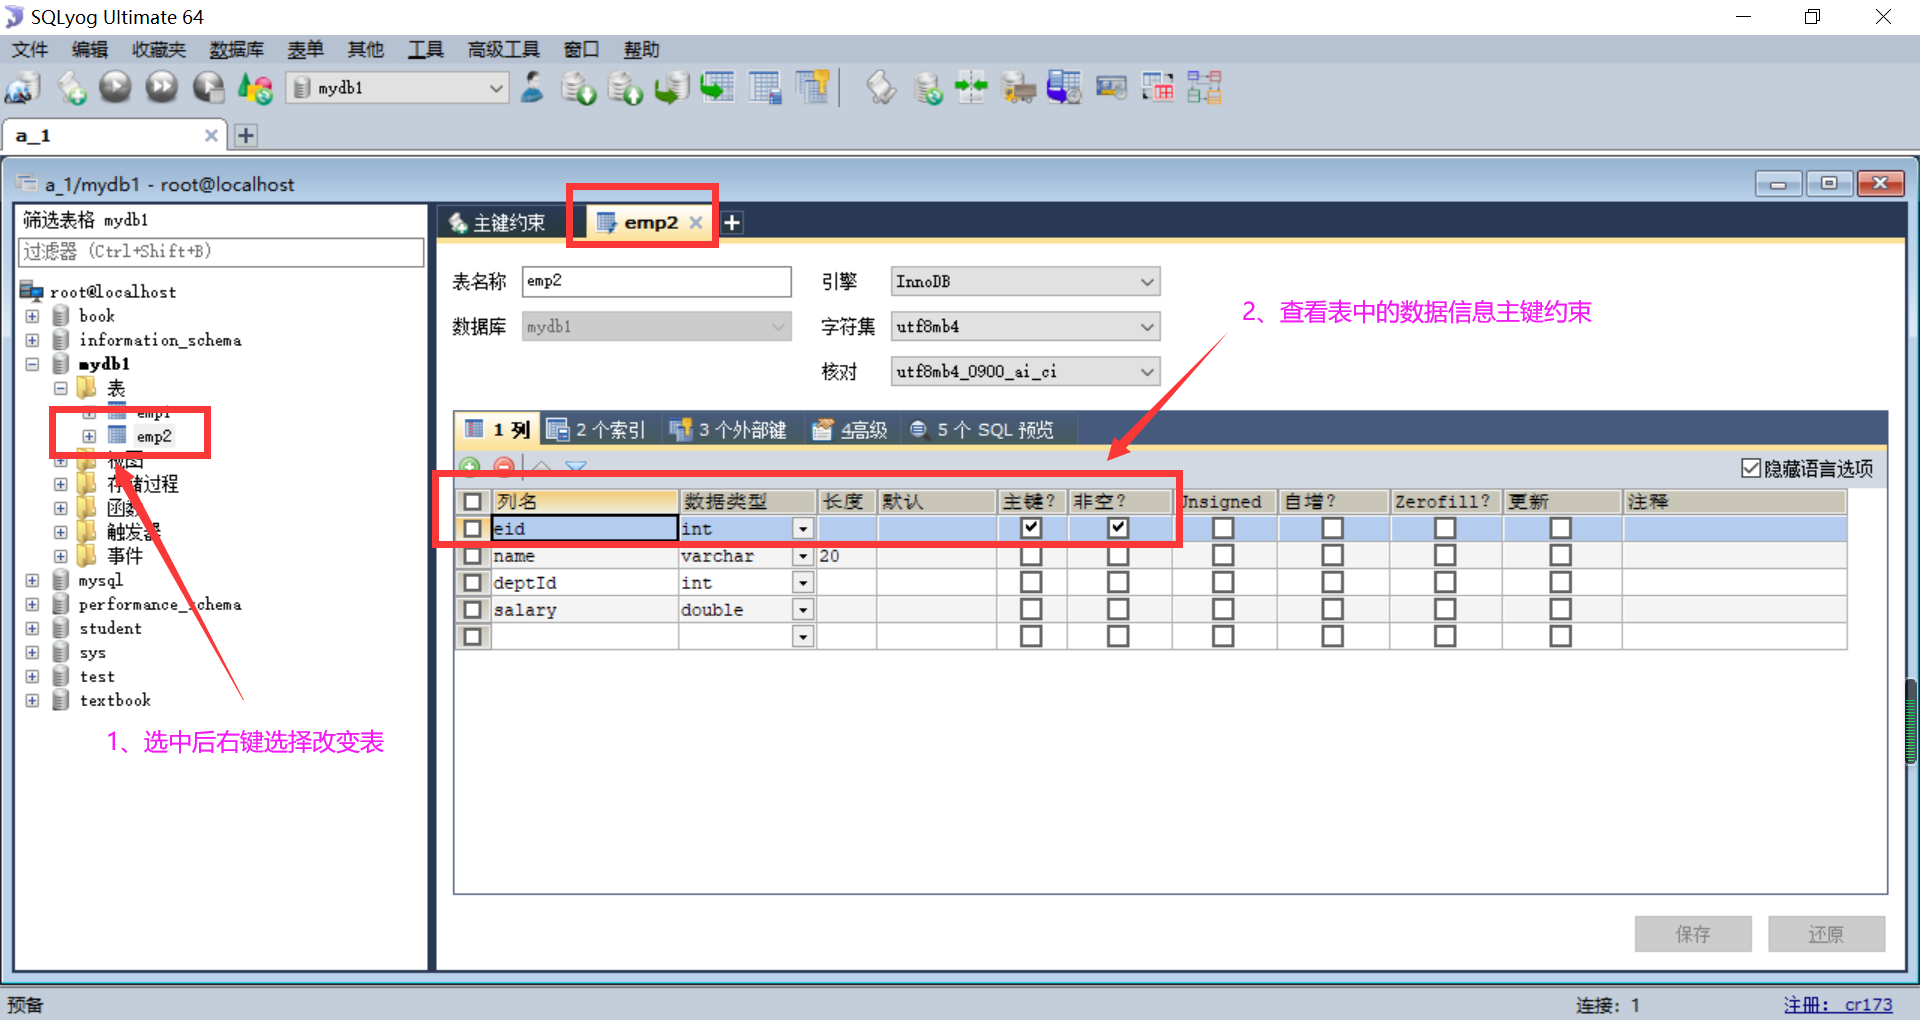 SQLyog Ultimate 64
文件 编辑 收藏夹 数据库 表单 其他 工具 高级工具 窗口 帮助
mydb1
a_1
a_1/mydb1 - root@localhost
筛选表格 mydb1
过滤器 (Ctrl+Shift+B)
root@localhost
book
information_schema
mydb1
表
emp1
emp2
视图
存储过程
函数
触发器
事件
mysql
performance_schema
student
sys
test
textbook
1、选中后右键选择改变表
主键约束 emp2
表名称 emp2 引擎 InnoDB
数据库 mydb1 字符集 utf8mb4
核对 utf8mb4_0900_ai_ci
2、查看表中的数据信息主键约束
1 列 2 个索引 3 个外部键 4高级 5 个 SQL 预览
隐藏语言选项
列名 数据类型 长度 默认 主键? 非空? Unsigned 自增? Zerofill? 更新 注释
eid int
name varchar 20
deptId int
salary double
保存 还原
预备 连接: 1 注册: cr173